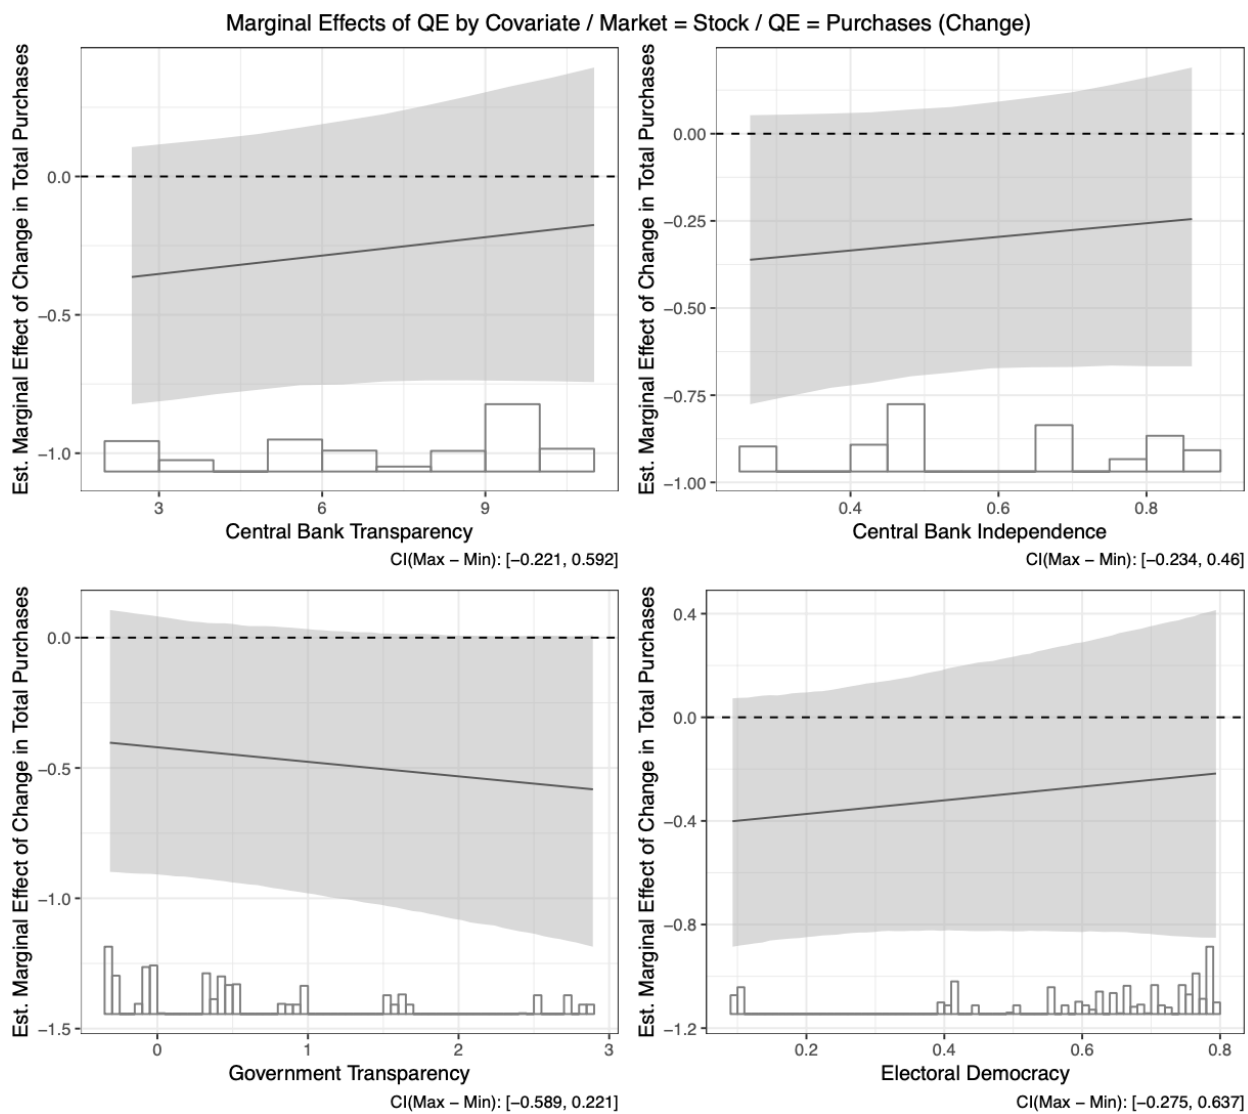 Marginal Effects of QE by Covariate / Market = Stock / QE = Purchases (Change)
Est. Marginal Effect of Change in Total Purchases
0.0
−0.5
−1.0
3 6 9
Central Bank Transparency
CI(Max − Min): [−0.221, 0.592]
Est. Marginal Effect of Change in Total Purchases
0.00
−0.25
−0.50
−0.75
−1.00
0.4 0.6 0.8
Central Bank Independence
CI(Max − Min): [−0.234, 0.46]
Est. Marginal Effect of Change in Total Purchases
0.0
−0.5
−1.0
−1.5
0 1 2 3
Government Transparency
CI(Max − Min): [−0.589, 0.221]
Est. Marginal Effect of Change in Total Purchases
0.4
0.0
−0.4
−0.8
−1.2
0.2 0.4 0.6 0.8
Electoral Democracy
CI(Max − Min): [−0.275, 0.637]